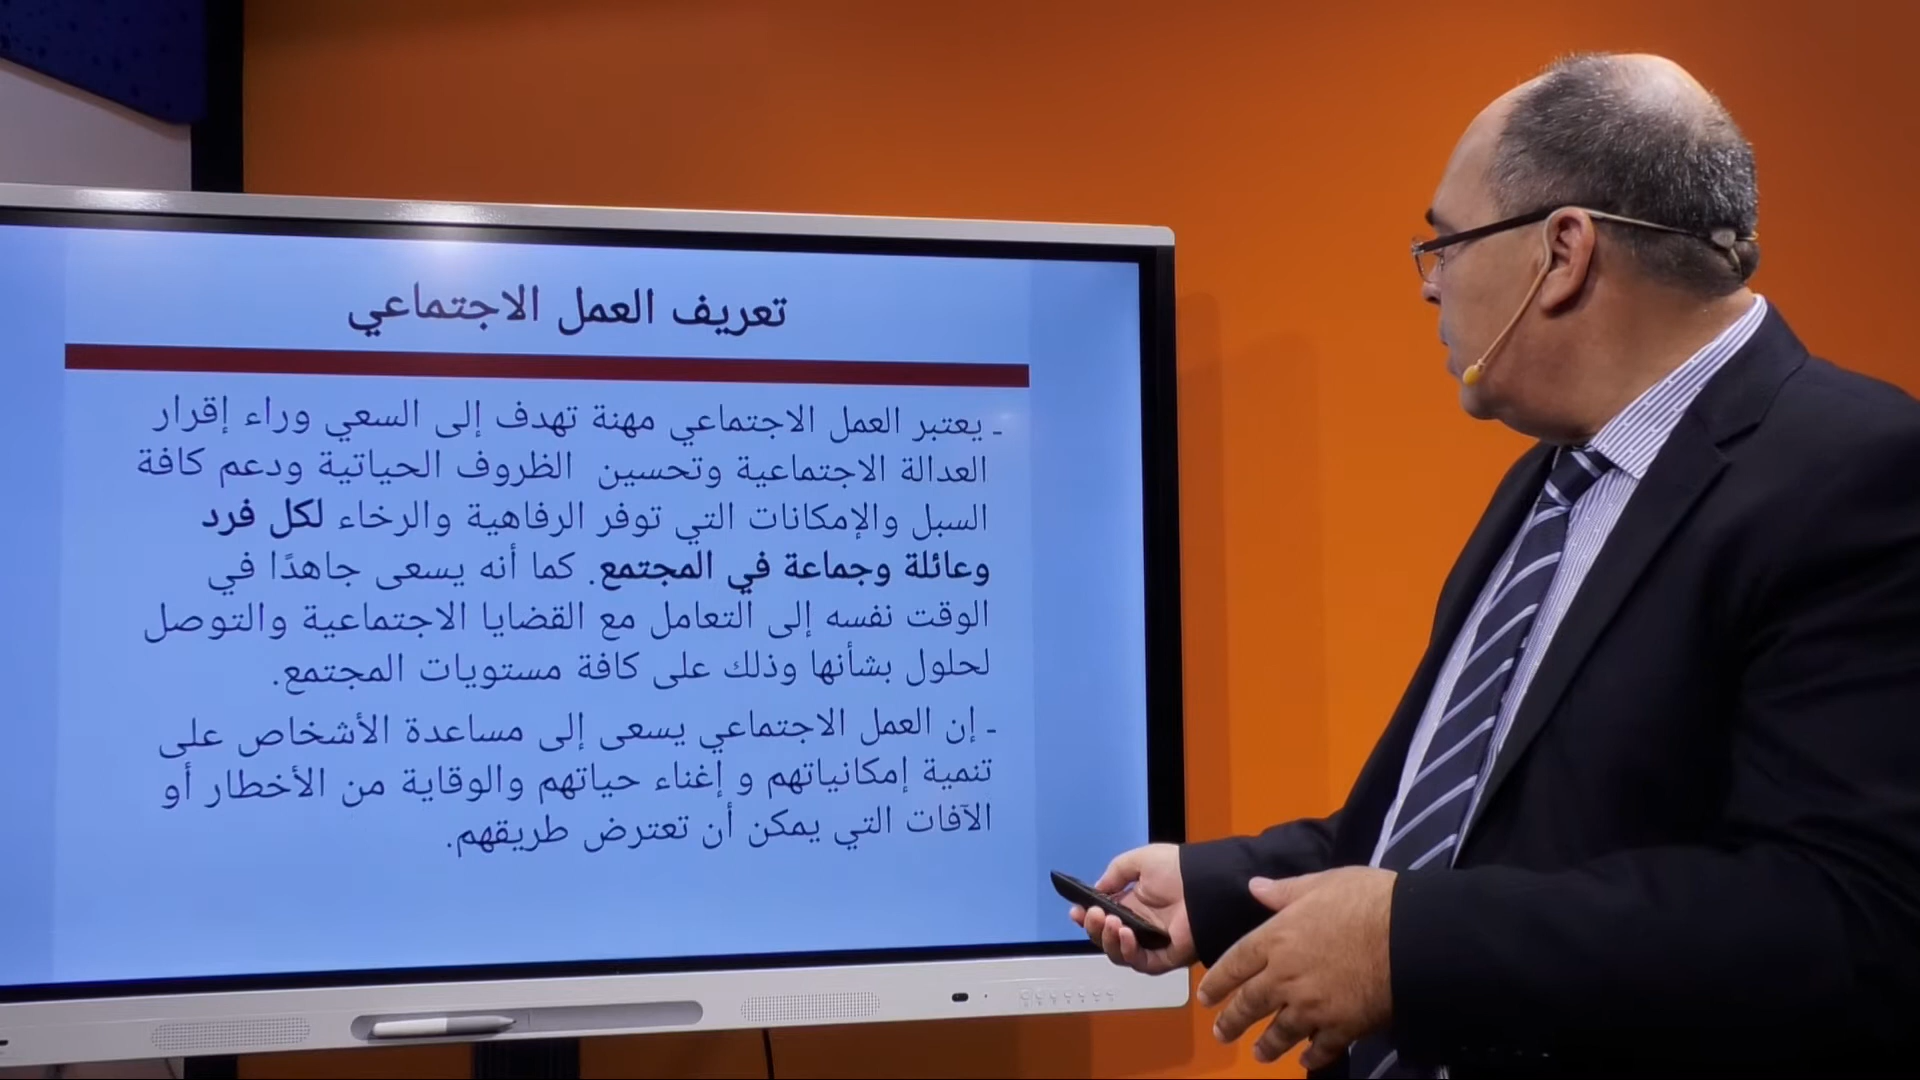 تعريف العمل الاجتماعي
- يعتبر العمل الاجتماعي مهنة تهدف إلى السعي وراء إقرار
العدالة الاجتماعية وتحسين الظروف الحياتية ودعم كافة
السبل والإمكانات التي توفر الرفاهية والرخاء لكل فرد
وعائلة وجماعة في المجتمع. كما أنه يسعى جاهدًا في
الوقت نفسه إلى التعامل مع القضايا الاجتماعية والتوصل
لحلول بشأنها وذلك على كافة مستويات المجتمع.
- إن العمل الاجتماعي يسعى إلى مساعدة الأشخاص على
تنمية إمكانياتهم و إغناء حياتهم والوقاية من الأخطار أو
الآفات التي يمكن أن تعترض طريقهم.